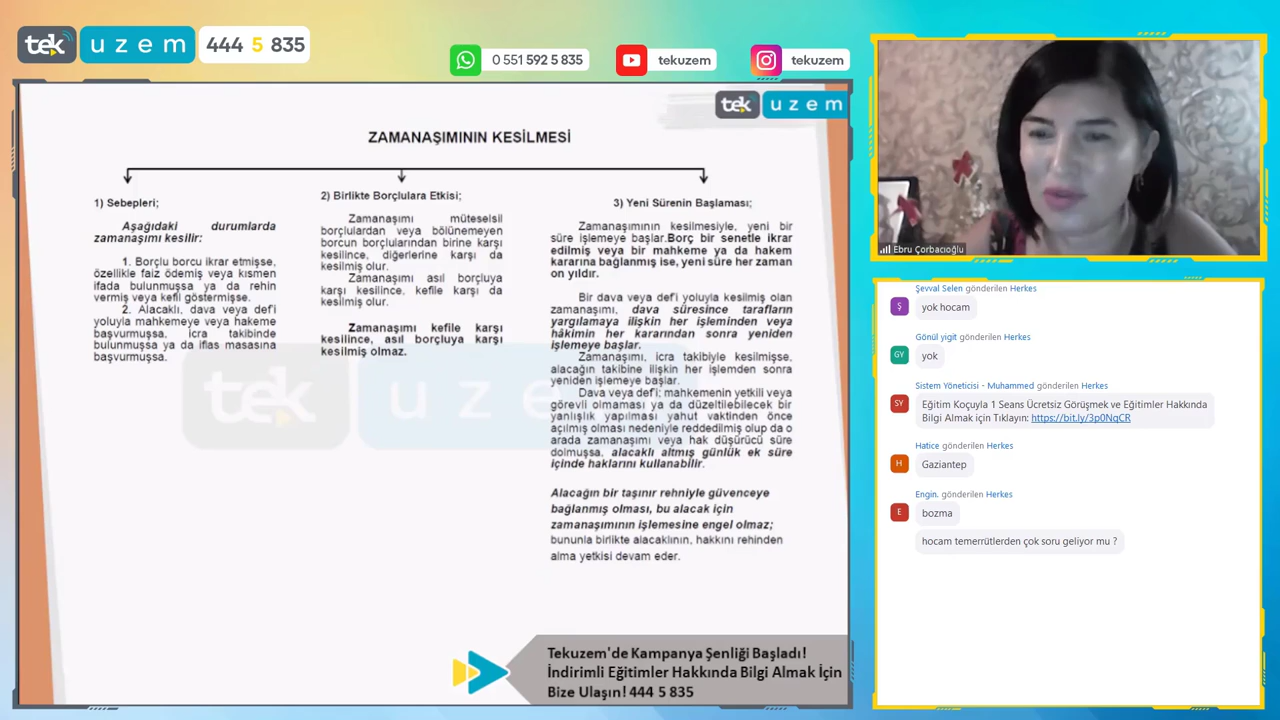 tek
uzem
444 5 835
0 551 592 5 835
tekuzem
tekuzem
tek
uzem
ZAMANAŞIMININ KESİLMESİ
1) Sebepleri;
Aşağıdaki durumlarda
zamanaşımı kesilir:
1. Borçlu borcu ikrar etmişse,
özellikle faiz ödemiş veya kısmen
ifada bulunmuşsa ya da rehin
vermiş veya kefil göstermişse.
2. Alacaklı, dava veya def'i
yoluyla mahkemeye veya hakeme
başvurmuşsa, icra takibinde
bulunmuşsa ya da iflas masasına
başvurmuşsa.
2) Birlikte Borçlulara Etkisi;
Zamanaşımı müteselsil
borçlulardan veya bölünemeyen
borcun borçlularından birine karşı
kesilince, diğerlerine karşı da
kesilmiş olur.
Zamanaşımı asıl borçluya
karşı kesilince, kefile karşı da
kesilmiş olur.
Zamanaşımı kefile karşı
kesilince, asıl borçluya karşı
kesilmiş olmaz.
3) Yeni Sürenin Başlaması;
Zamanaşımının kesilmesiyle, yeni bir
süre işlemeye başlar.Borç bir senetle ikrar
edilmiş veya bir mahkeme ya da hakem
kararına bağlanmış ise, yeni süre her zaman
on yıldır.
Bir dava veya def'i yoluyla kesilmiş olan
zamanaşımı, dava süresince tarafların
yargılamaya ilişkin her işleminden veya
hâkimin her kararından sonra yeniden
işlemeye başlar.
Zamanaşımı, icra takibiyle kesilmişse,
alacağın takibine ilişkin her işlemden sonra
yeniden işlemeye başlar.
Dava veya def'i; mahkemenin yetkili veya
görevli olmaması ya da düzeltilebilecek bir
yanlışlık yapılması yahut vaktinden önce
açılmış olması nedeniyle reddedilmiş olup da o
arada zamanaşımı veya hak düşürücü süre
dolmuşsa, alacaklı altmış günlük ek süre
içinde haklarını kullanabilir.
Alacağın bir taşınır rehniyle güvenceye
bağlanmış olması, bu alacak için
zamanaşımının işlemesine engel olmaz;
bununla birlikte alacaklının, hakkını rehinden
alma yetkisi devam eder.
tek uzem
Tekuzem'de Kampanya Şenliği Başladı!
İndirimli Eğitimler Hakkında Bilgi Almak İçin
Bize Ulaşın! 444 5 835
Ebru Çorbacıoğlu
Şevval Selen gönderilen Herkes
Ş
yok hocam
Gönül yigit gönderilen Herkes
GY
yok
Sistem Yöneticisi - Muhammed gönderilen Herkes
SY
Eğitim Koçuyla 1 Seans Ücretsiz Görüşmek ve Eğitimler Hakkında
Bilgi Almak için Tıklayın: https://bit.ly/3p0NqCR
Hatice gönderilen Herkes
H
Gaziantep
Engin. gönderilen Herkes
E
bozma
hocam temerrütlerden çok soru geliyor mu ?